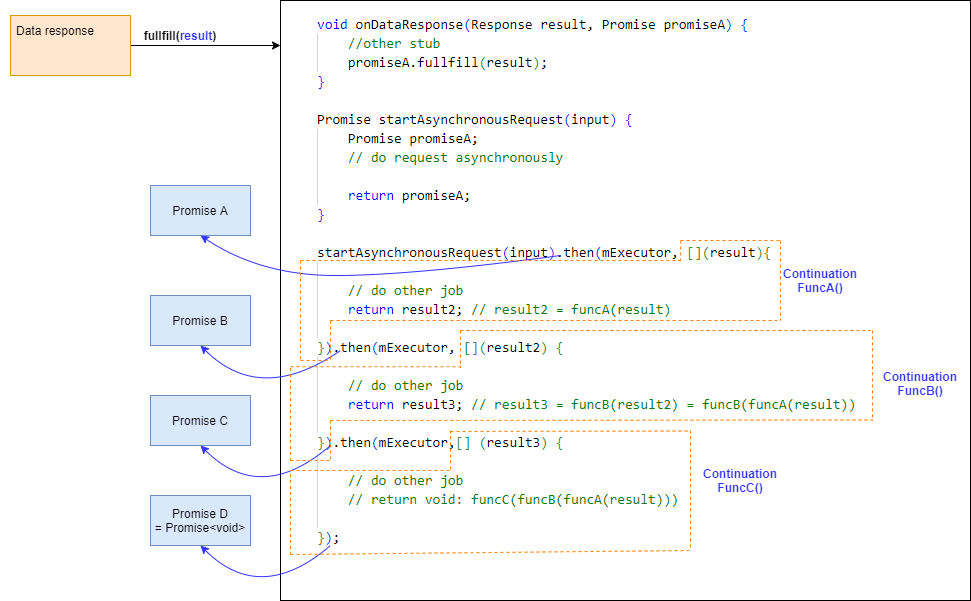 Data response
fullfill(result)
void onDataResponse(Response result, Promise promiseA) {
//other stub
promiseA.fullfill(result);
}
Promise startAsynchronousRequest(input) {
Promise promiseA;
// do request asynchronously
return promiseA;
}
Promise A
startAsynchronousRequest(input).then(mExecutor, [](result){
Continuation
FuncA()
// do other job
return result2; // result2 = funcA(result)
Promise B
}).then(mExecutor, [](result2) {
Continuation
FuncB()
// do other job
return result3; // result3 = funcB(result2) = funcB(funcA(result))
Promise C
}).then(mExecutor,[] (result3) {
Continuation
FuncC()
// do other job
// return void: funcC(funcB(funcA(result)))
Promise D
= Promise<void>
});